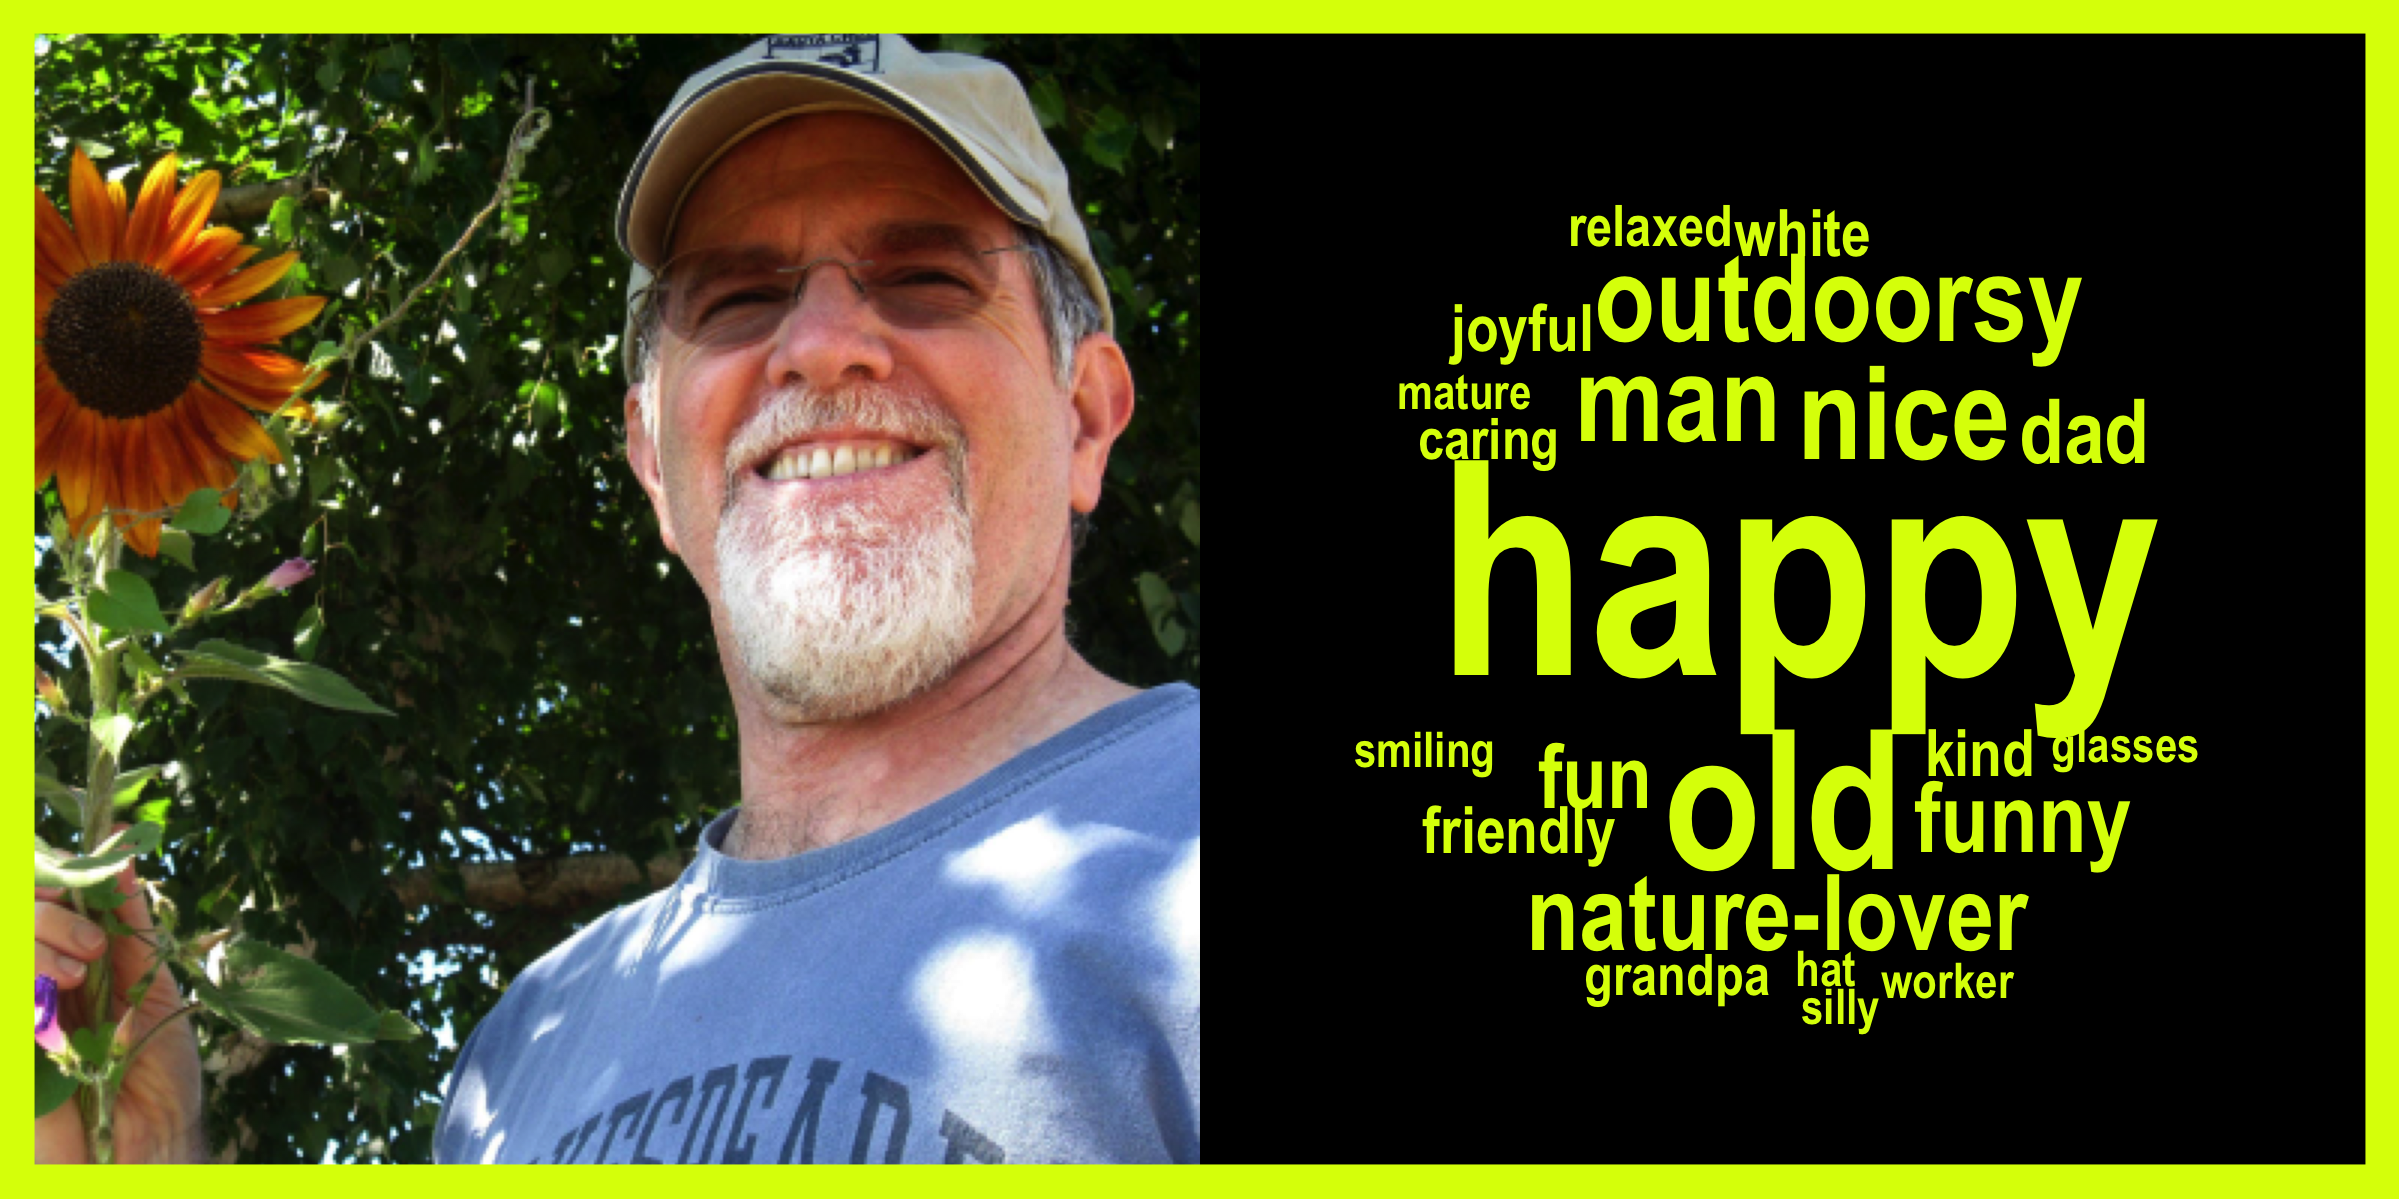 relaxed white
joyful outdoorsy
mature man nice dad
caring
happy
smiling fun old kind glasses
friendly funny
nature-lover
grandpa hat worker
silly